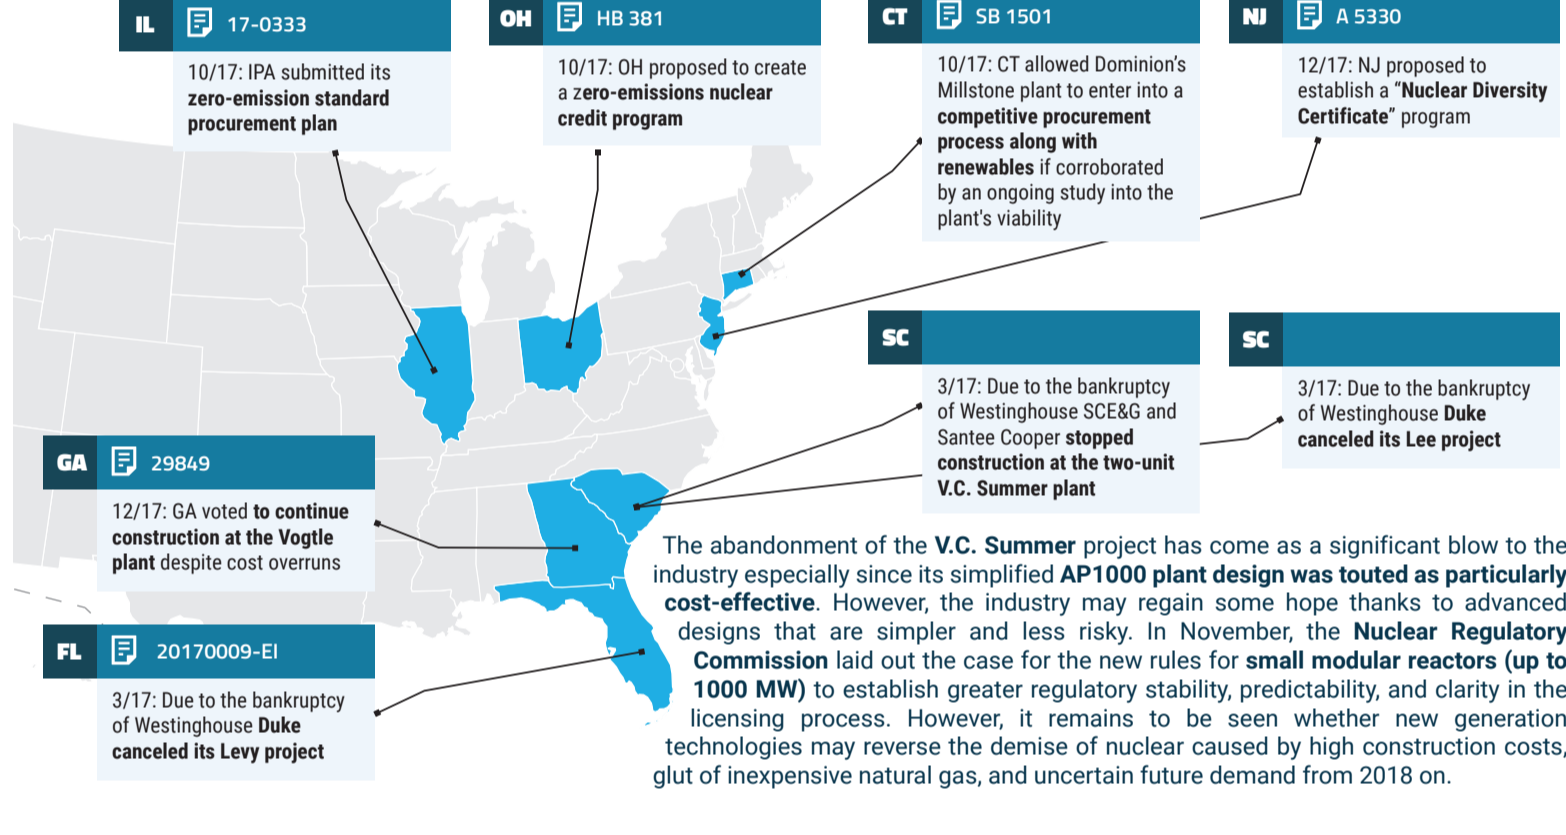 IL 17-0333
10/17: IPA submitted its
zero-emission standard
procurement plan
OH HB 381
10/17: OH proposed to create
a zero-emissions nuclear
credit program
CT SB 1501
10/17: CT allowed Dominion's
Millstone plant to enter into a
competitive procurement
process along with
renewables if corroborated
by an ongoing study into the
plant's viability
NJ A 5330
12/17: NJ proposed to
establish a “Nuclear Diversity
Certificate” program
SC
3/17: Due to the bankruptcy
of Westinghouse SCE&G and
Santee Cooper stopped
construction at the two-unit
V.C. Summer plant
SC
3/17: Due to the bankruptcy
of Westinghouse Duke
canceled its Lee project
GA 29849
12/17: GA voted to continue
construction at the Vogtle
plant despite cost overruns
FL 20170009-EI
3/17: Due to the bankruptcy
of Westinghouse Duke
canceled its Levy project
The abandonment of the V.C. Summer project has come as a significant blow to the
industry especially since its simplified AP1000 plant design was touted as particularly
cost-effective. However, the industry may regain some hope thanks to advanced
designs that are simpler and less risky. In November, the Nuclear Regulatory
Commission laid out the case for the new rules for small modular reactors (up to
1000 MW) to establish greater regulatory stability, predictability, and clarity in the
licensing process. However, it remains to be seen whether new generation
technologies may reverse the demise of nuclear caused by high construction costs,
glut of inexpensive natural gas, and uncertain future demand from 2018 on.